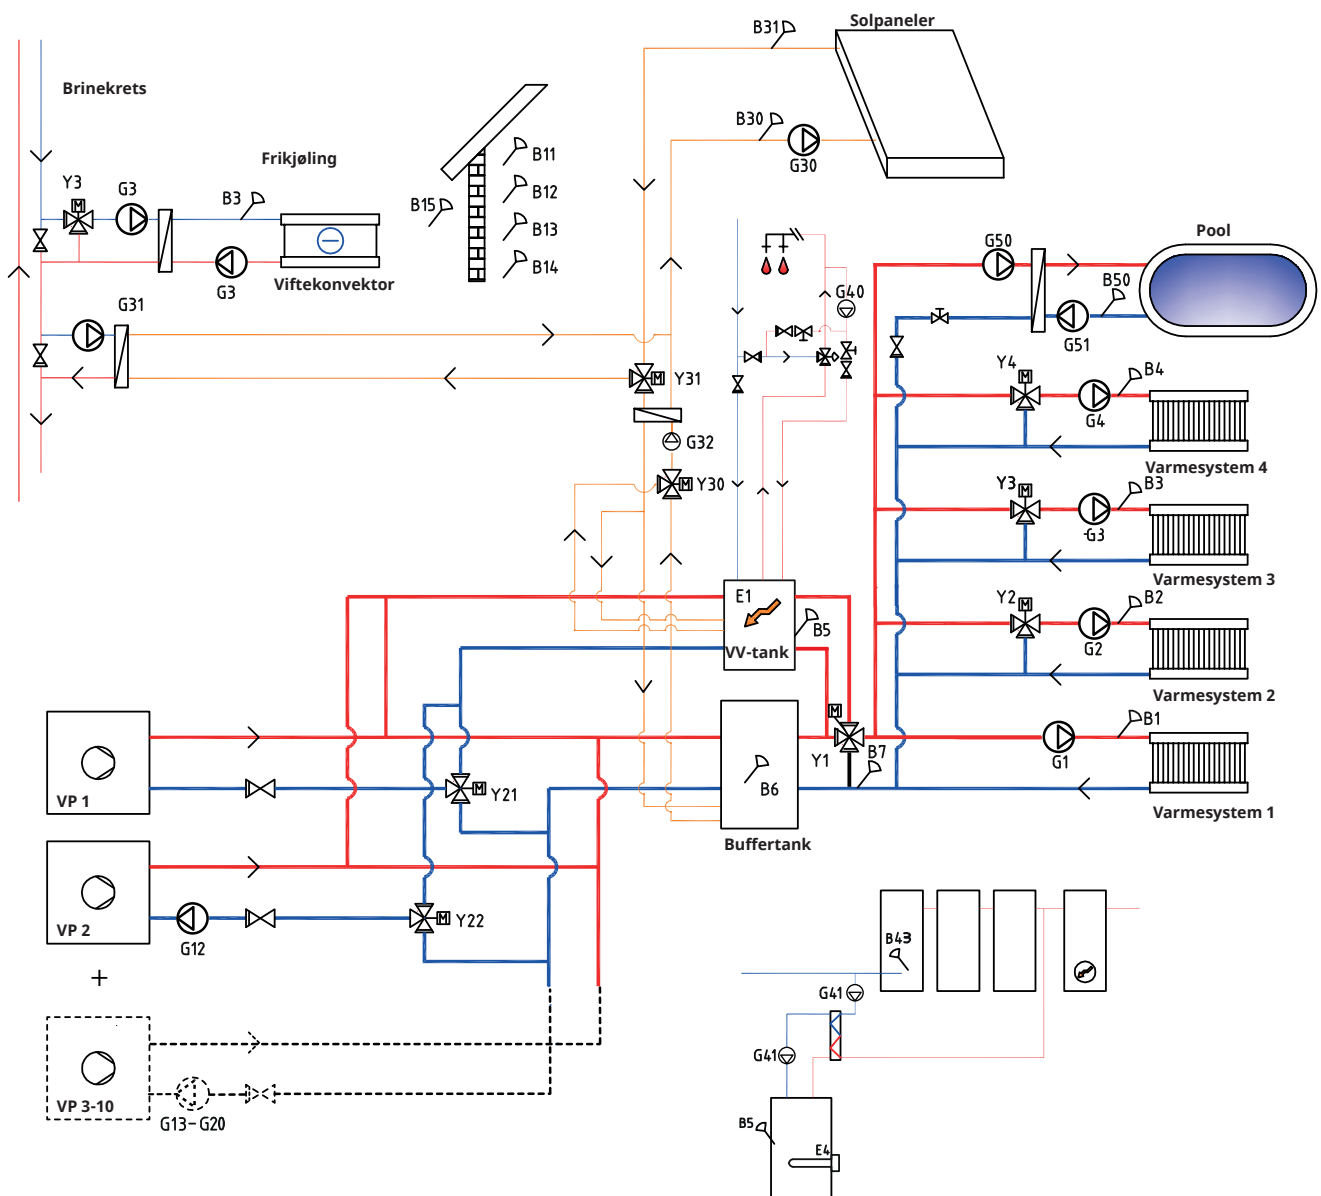 Solpaneler
B31
Brinekrets
B30
G30
Frikjøling
B11
Y3
G3
B3
B15
B12
B13
B14
G3
Viftekonvektor
Pool
G50
B50
G51
G31
G40
Y31
Y4
B4
G4
Varmesystem 4
G32
Y30
Y3
B3
G3
Varmesystem 3
E1
B5
VV-tank
Y2
B2
G2
Varmesystem 2
M
Y1
B7
B1
G1
Varmesystem 1
VP 1
M
Y21
B6
Buffertank
VP 2
G12
M
Y22
+
B43
G41
G41
VP 3-10
G13-G20
B5
E4
M
M
M
M
M
M